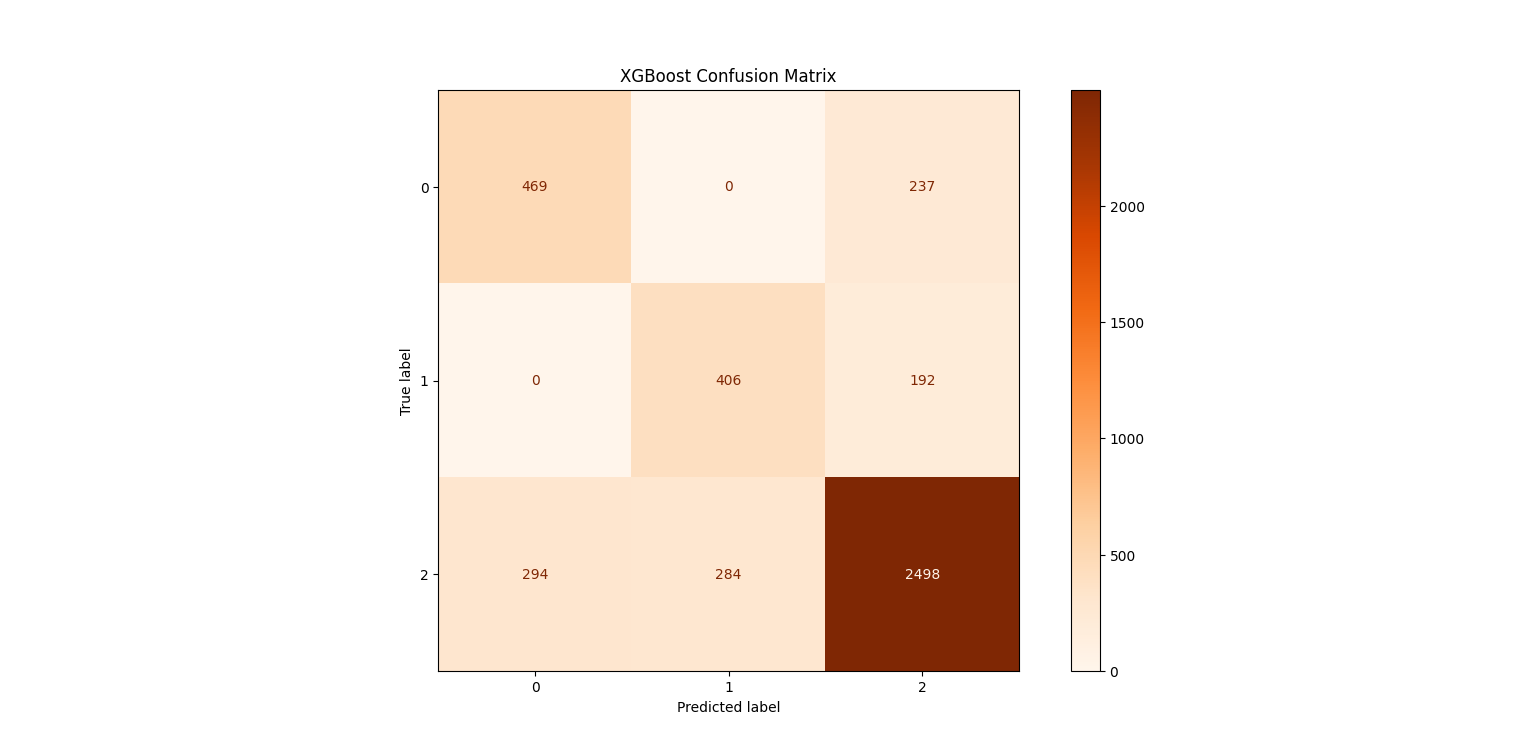 XGBoost Confusion Matrix
True label
0
1
2
469 0 237
0 406 192
294 284 2498
0 1 2
Predicted label
2000
1500
1000
500
0